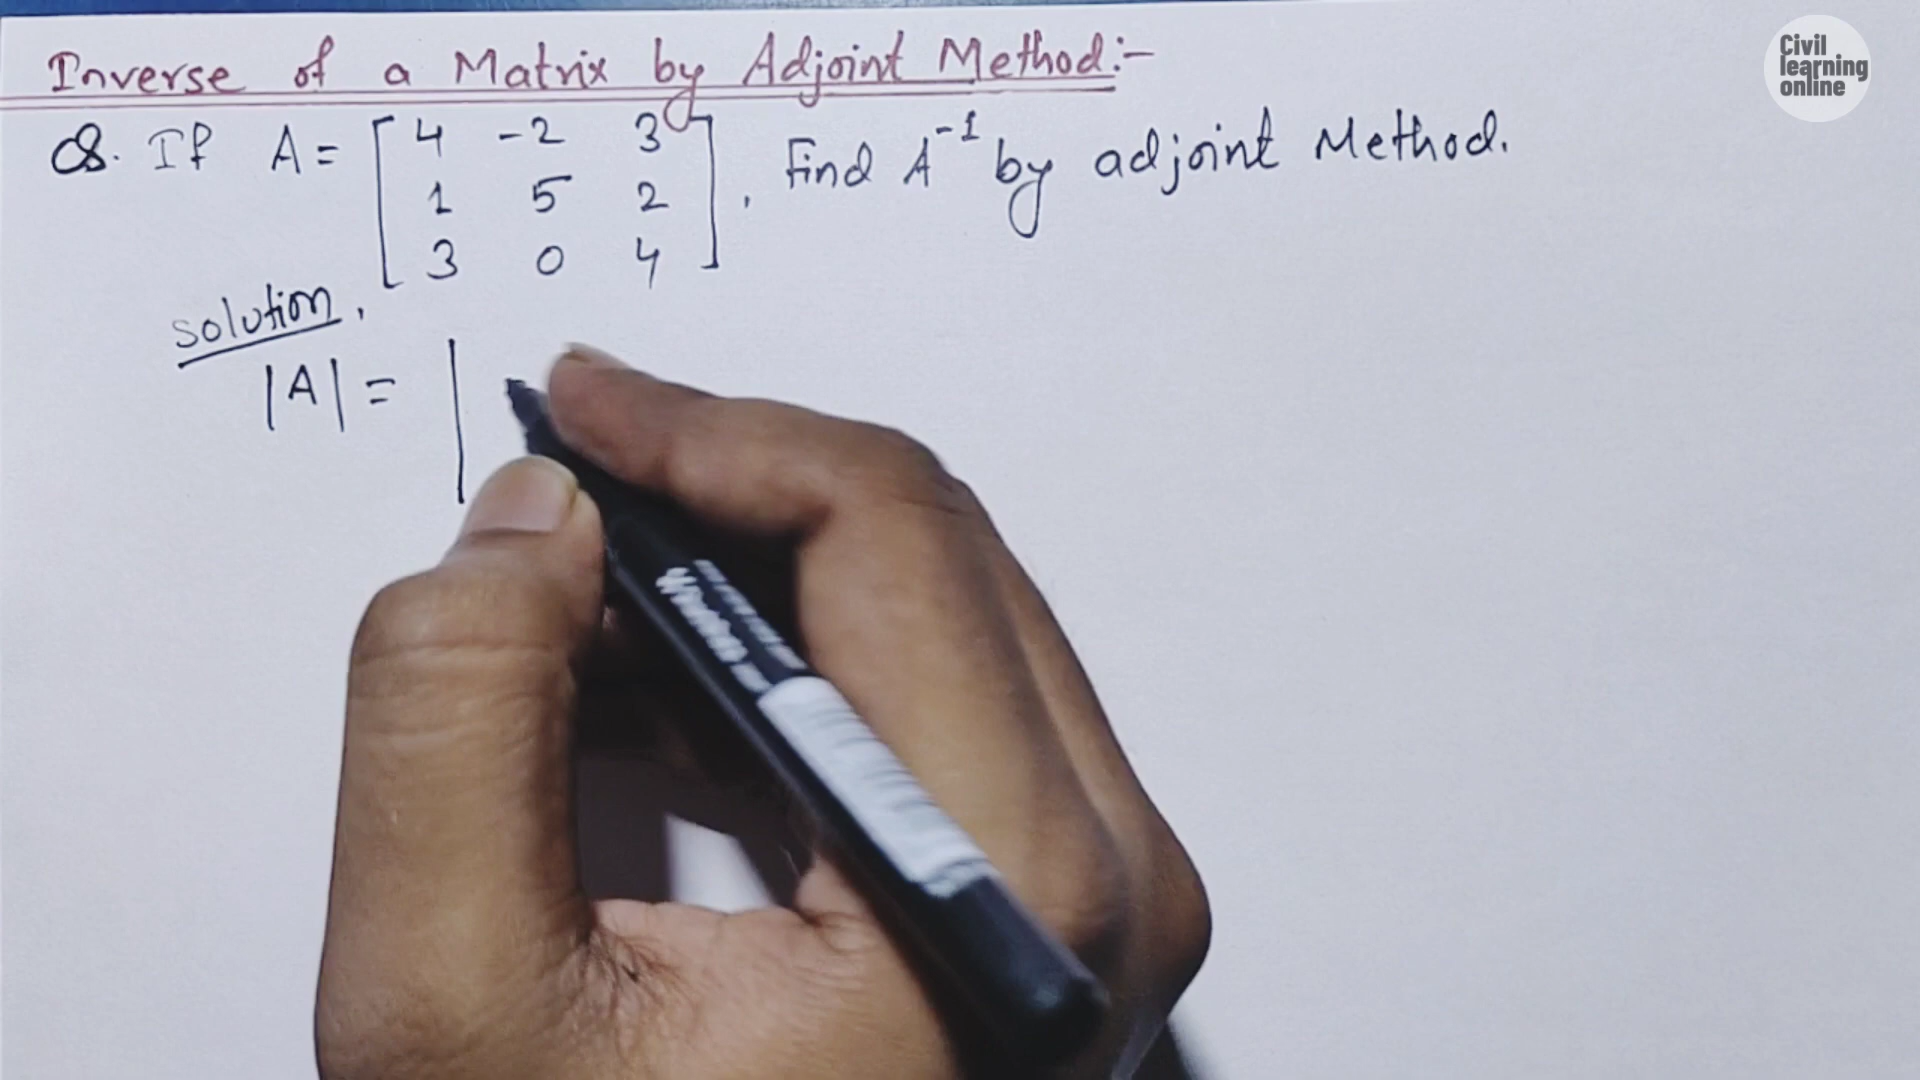 Inverse of a Matrix by Adjoint Method:-
Q. If A = [ 4 -2 3 ], Find A⁻¹ by adjoint Method.
1 5 2
3 0 4
Solution,
|A| = |
Civil
learning
online